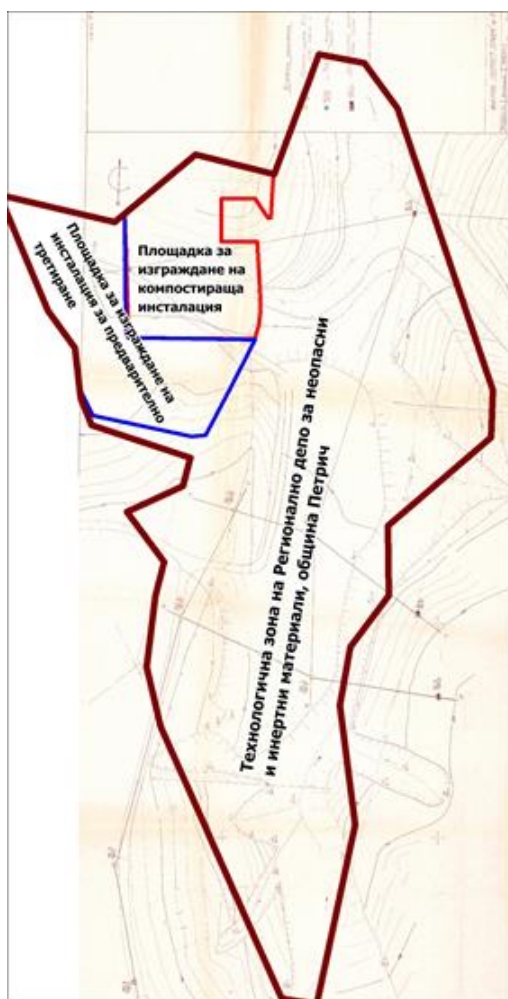 Площадка за
изграждане на
компостираща
инсталация
Площадка за изграждане на
инсталация за предварително
третиране
Технологична зона на Регионално депо за неопасни
и инертни материали, община Петрич